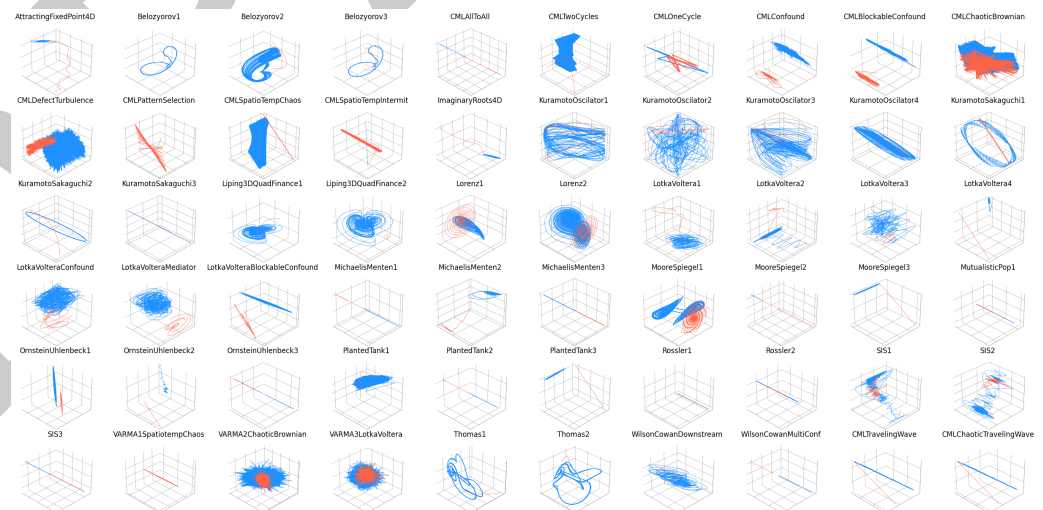 AttractingFixedPoint4D Belozyorov1 Belozyorov2 Belozyorov3 CMLAllToAll CMLTwoCycles CMLOneCycle CMLConfound CMLBlockableConfound CMLChaoticBrownian
CMLDefectTurbulence CMLPatternSelection CMLSpatioTempChaos CMLSpatioTempIntermit ImaginaryRoots4D KuramotoOscilator1 KuramotoOscilator2 KuramotoOscilator3 KuramotoOscilator4 KuramotoSakaguchi1
KuramotoSakaguchi2 KuramotoSakaguchi3 Liping3DQuadFinance1 Liping3DQuadFinance2 Lorenz1 Lorenz2 LotkaVoltera1 LotkaVoltera2 LotkaVoltera3 LotkaVoltera4
LotkaVolteraConfound LotkaVolteraMediator LotkaVolteraBlockableConfound MichaelisMenten1 MichaelisMenten2 MichaelisMenten3 MooreSpiegel1 MooreSpiegel2 MooreSpiegel3 MutualisticPop1
OrnsteinUhlenbeck1 OrnsteinUhlenbeck2 OrnsteinUhlenbeck3 PlantedTank1 PlantedTank2 PlantedTank3 Rossler1 Rossler2 SIS1 SIS2
SIS3 VARMA1SpatiotempChaos VARMA2ChaoticBrownian VARMA3LotkaVoltera Thomas1 Thomas2 WilsonCowanDownstream WilsonCowanMultiConf CMLTravelingWave CMLChaoticTravelingWave